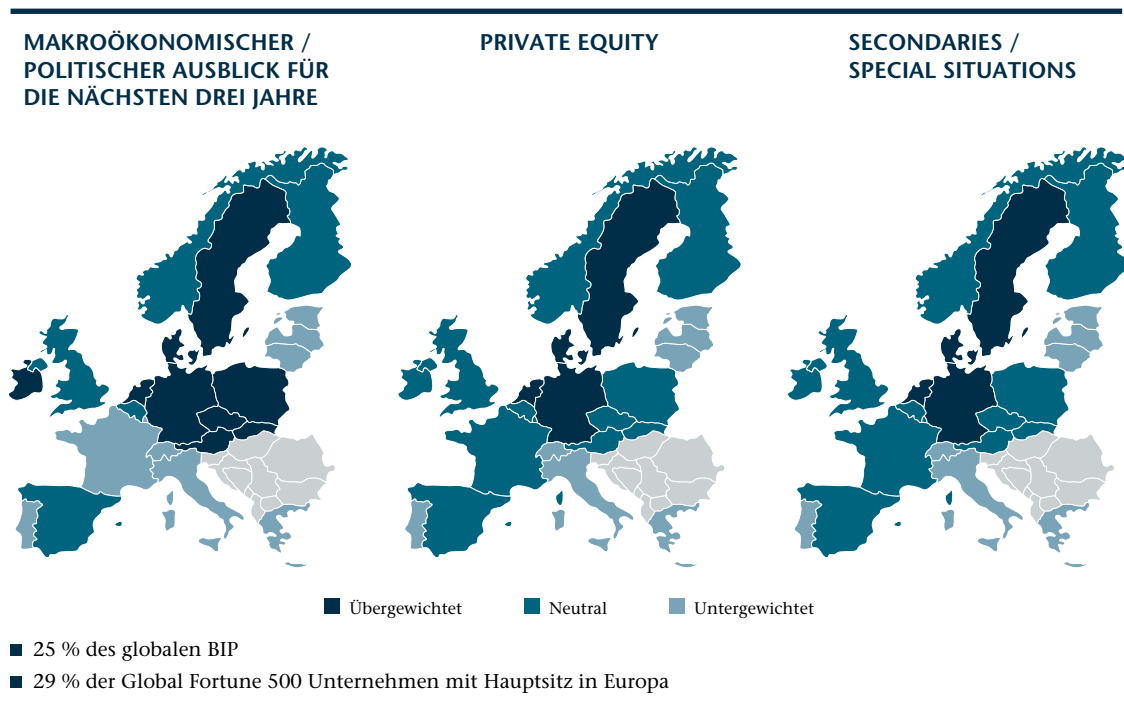 MAKROÖKONOMISCHER /
POLITISCHER AUSBLICK FÜR
DIE NÄCHSTEN DREI JAHRE
PRIVATE EQUITY
SECONDARIES /
SPECIAL SITUATIONS
Übergewichtet
Neutral
Untergewichtet
25 % des globalen BIP
29 % der Global Fortune 500 Unternehmen mit Hauptsitz in Europa